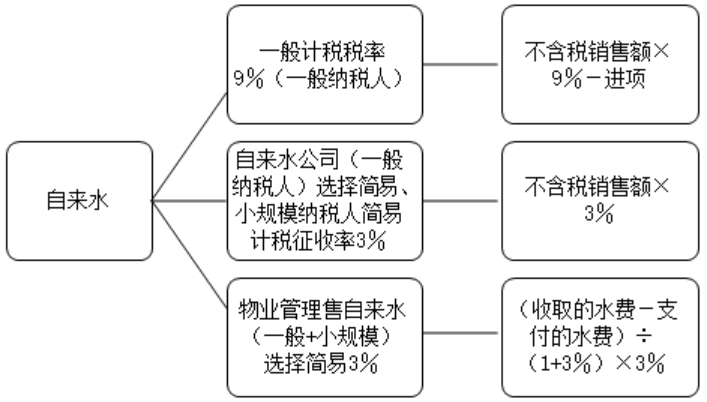 自来水
一般计税税率
9%（一般纳税人）
不含税销售额×
9%－进项
自来水公司（一般
纳税人）选择简易、
小规模纳税人简易
计税征收率3%
不含税销售额×
3%
物业管理售自来水
（一般+小规模）
选择简易3%
（收取的水费－支
付的水费）÷
（1+3%）×3%